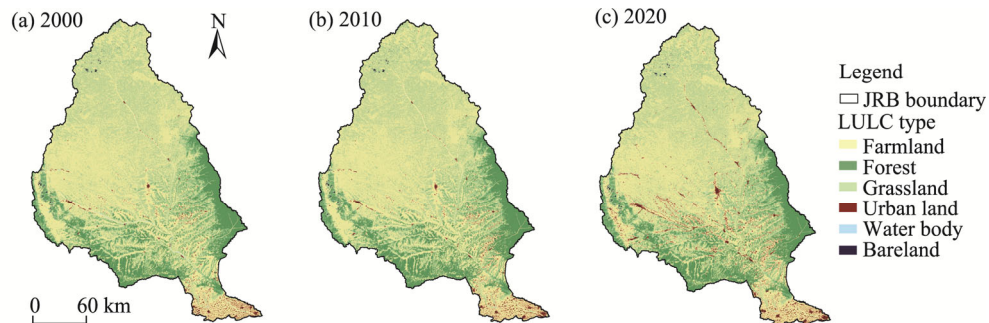 (a) 2000
N
(b) 2010
(c) 2020
Legend
JRB boundary
LULC type
Farmland
Forest
Grassland
Urban land
Water body
Bareland
0 60 km